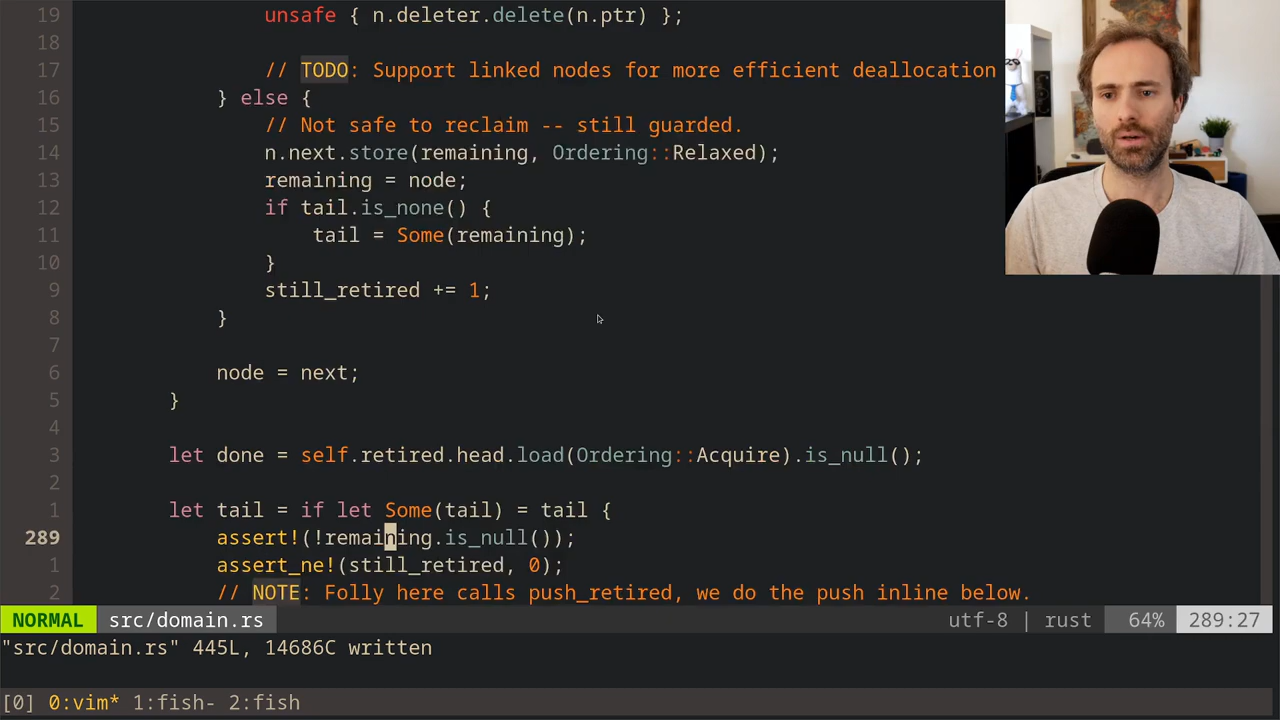 19 unsafe { n.deleter.delete(n.ptr) };
18
17 // TODO: Support linked nodes for more efficient deallocation
16 } else {
15 // Not safe to reclaim -- still guarded.
14 n.next.store(remaining, Ordering::Relaxed);
13 remaining = node;
12 if tail.is_none() {
11 tail = Some(remaining);
10 }
9 still_retired += 1;
8 }
7
6 node = next;
5 }
4
3 let done = self.retired.head.load(Ordering::Acquire).is_null();
2
1 let tail = if let Some(tail) = tail {
289 assert!(!remaining.is_null());
1 assert_ne!(still_retired, 0);
2 // NOTE: Folly here calls push_retired, we do the push inline below.
NORMAL src/domain.rs utf-8 | rust 64% 289:27
"src/domain.rs" 445L, 14686C written
[0] 0:vim* 1:fish- 2:fish